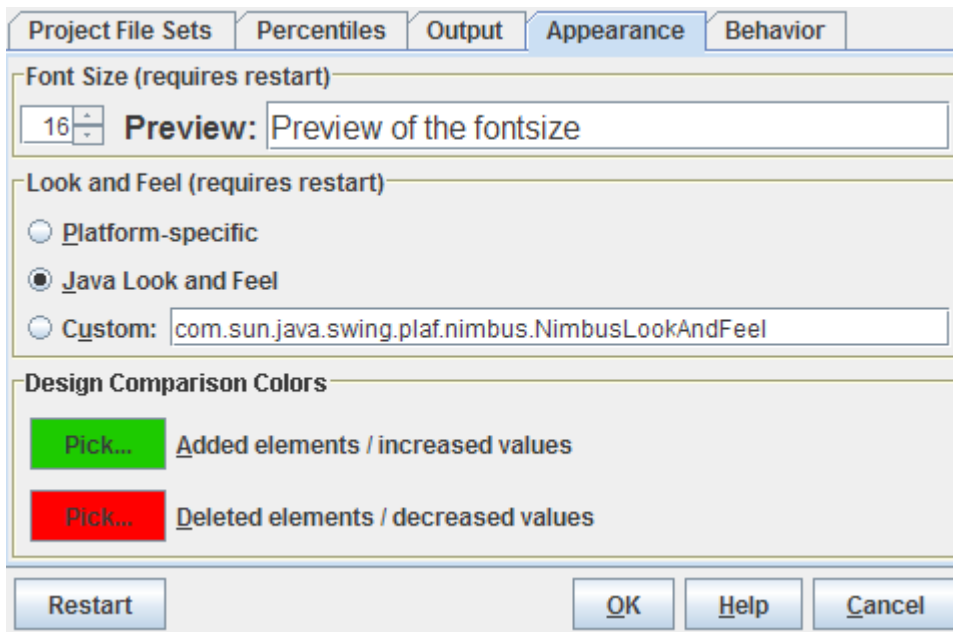 Project File Sets Percentiles Output Appearance Behavior
Font Size (requires restart)
16 Preview: Preview of the fontsize
Look and Feel (requires restart)
Platform-specific
Java Look and Feel
Custom: com.sun.java.swing.plaf.nimbus.NimbusLookAndFeel
Design Comparison Colors
Pick... Added elements / increased values
Pick... Deleted elements / decreased values
Restart OK Help Cancel